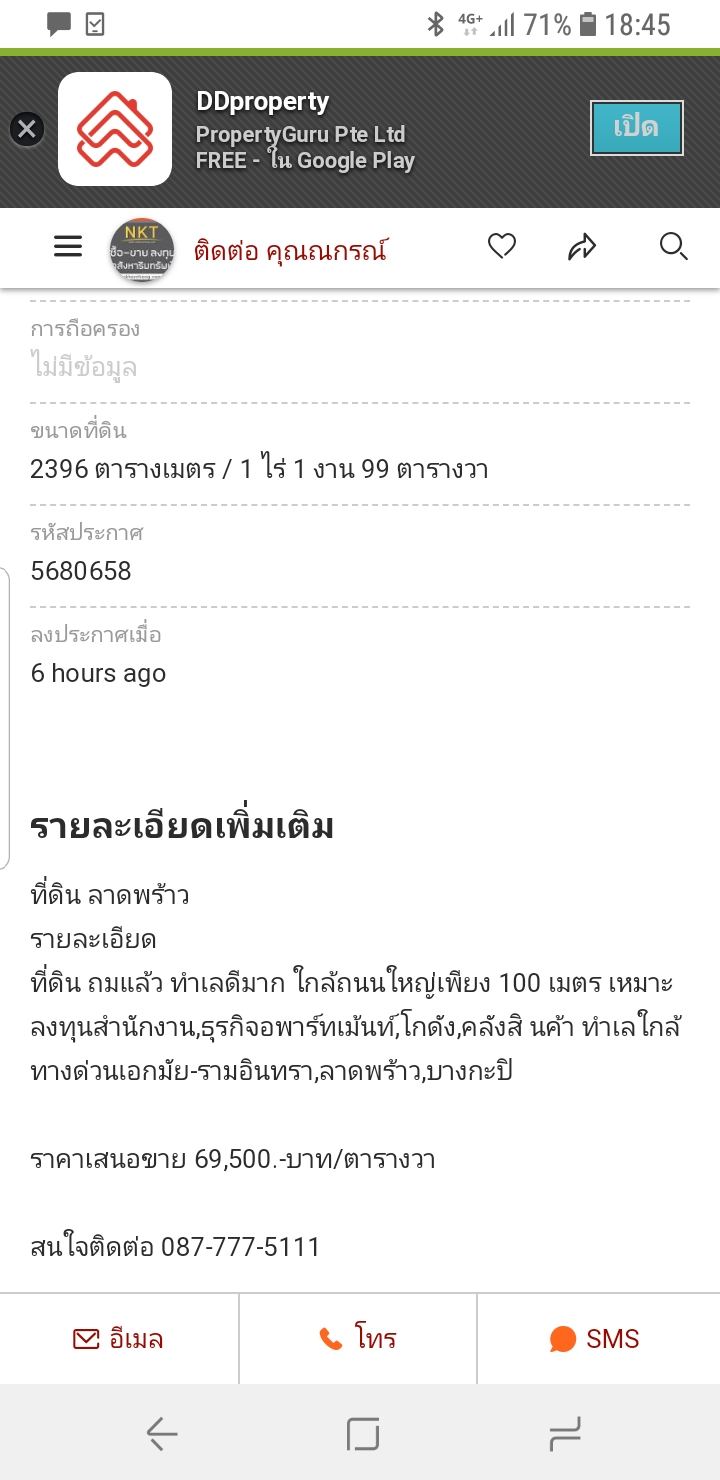 4G+ 71% 18:45
DDproperty
PropertyGuru Pte Ltd
FREE - ใน Google Play
เปิด
NKT
ซื้อ-ขาย ลงทุน
ติดต่อ คุณณกรณ์
การถือครอง
ไม่มีข้อมูล
ขนาดที่ดิน
2396 ตารางเมตร / 1 ไร่ 1 งาน 99 ตารางวา
รหัสประกาศ
5680658
ลงประกาศเมื่อ
6 hours ago
รายละเอียดเพิ่มเติม
ที่ดิน ลาดพร้าว
รายละเอียด
ที่ดิน ถมแล้ว ทำเลดีมาก ใกล้ถนนใหญ่เพียง 100 เมตร เหมาะ
ลงทุนสำนักงาน,ธุรกิจอพาร์ทเม้นท์,โกดัง,คลังสิ นค้า ทำเลใกล้
ทางด่วนเอกมัย-รามอินทรา,ลาดพร้าว,บางกะปิ
ราคาเสนอขาย 69,500.-บาท/ตารางวา
สนใจติดต่อ 087-777-5111
อีเมล
โทร
SMS